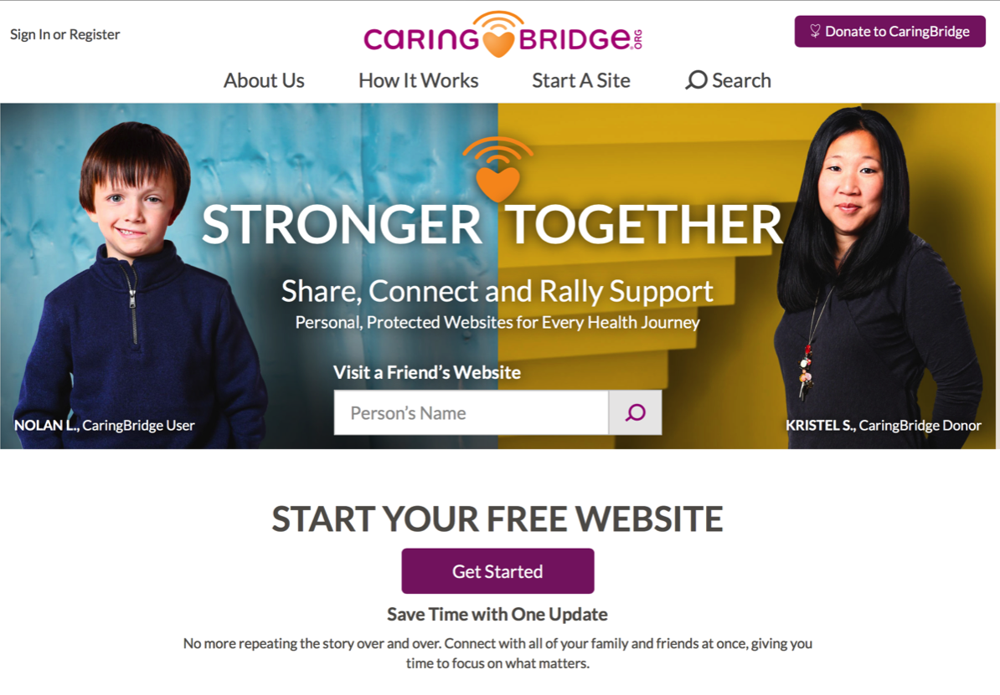 Sign In or Register
CARINGBRIDGE.ORG
Donate to CaringBridge
About Us
How It Works
Start A Site
Search
STRONGER TOGETHER
Share, Connect and Rally Support
Personal, Protected Websites for Every Health Journey
Visit a Friend’s Website
Person’s Name
NOLAN L., CaringBridge User
KRISTEL S., CaringBridge Donor
START YOUR FREE WEBSITE
Get Started
Save Time with One Update
No more repeating the story over and over. Connect with all of your family and friends at once, giving you
time to focus on what matters.